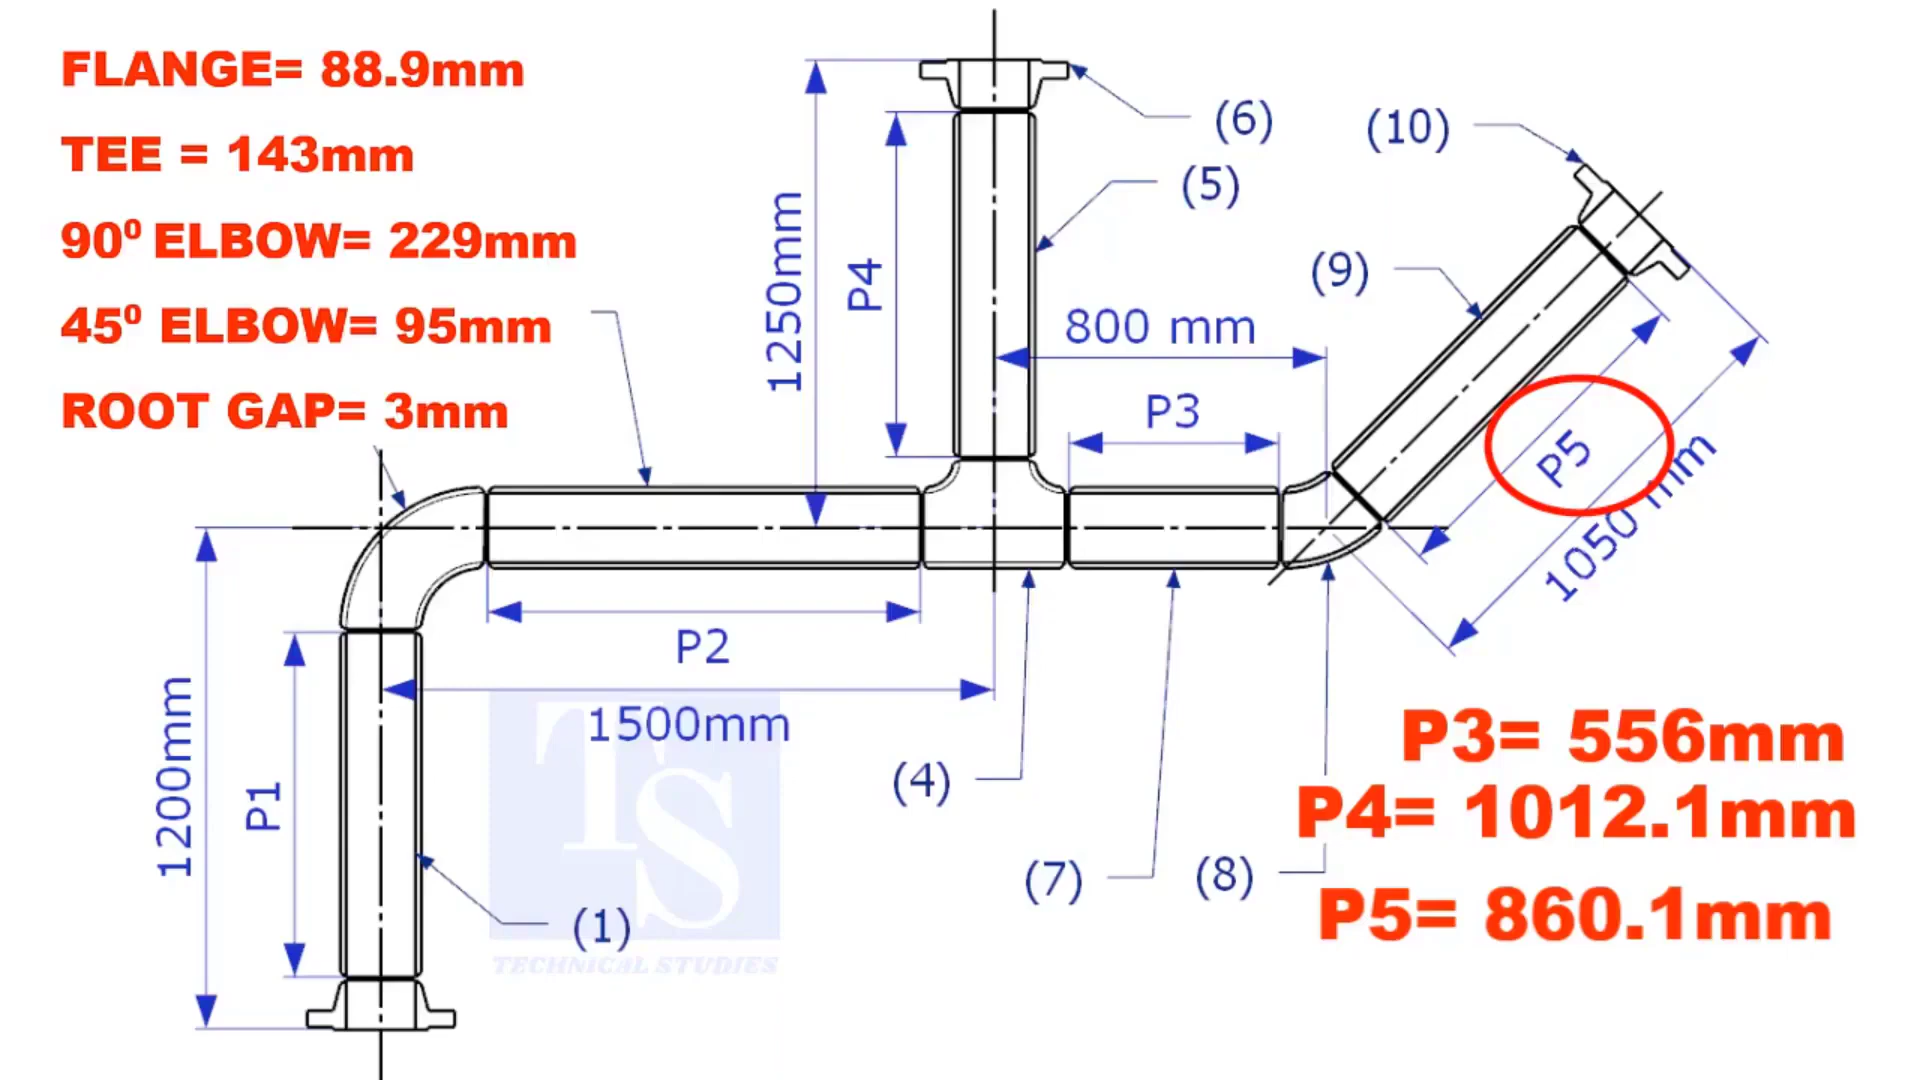 FLANGE= 88.9mm
TEE = 143mm
90⁰ ELBOW= 229mm
45⁰ ELBOW= 95mm
ROOT GAP= 3mm
(6)
(10)
(5)
1250mm
P4
(9)
800 mm
P3
P5
1050 mm
P2
1500mm
1200mm
P1
(4)
(7)
(8)
(1)
P3= 556mm
P4= 1012.1mm
P5= 860.1mm
TS
TECHNICAL STUDIES